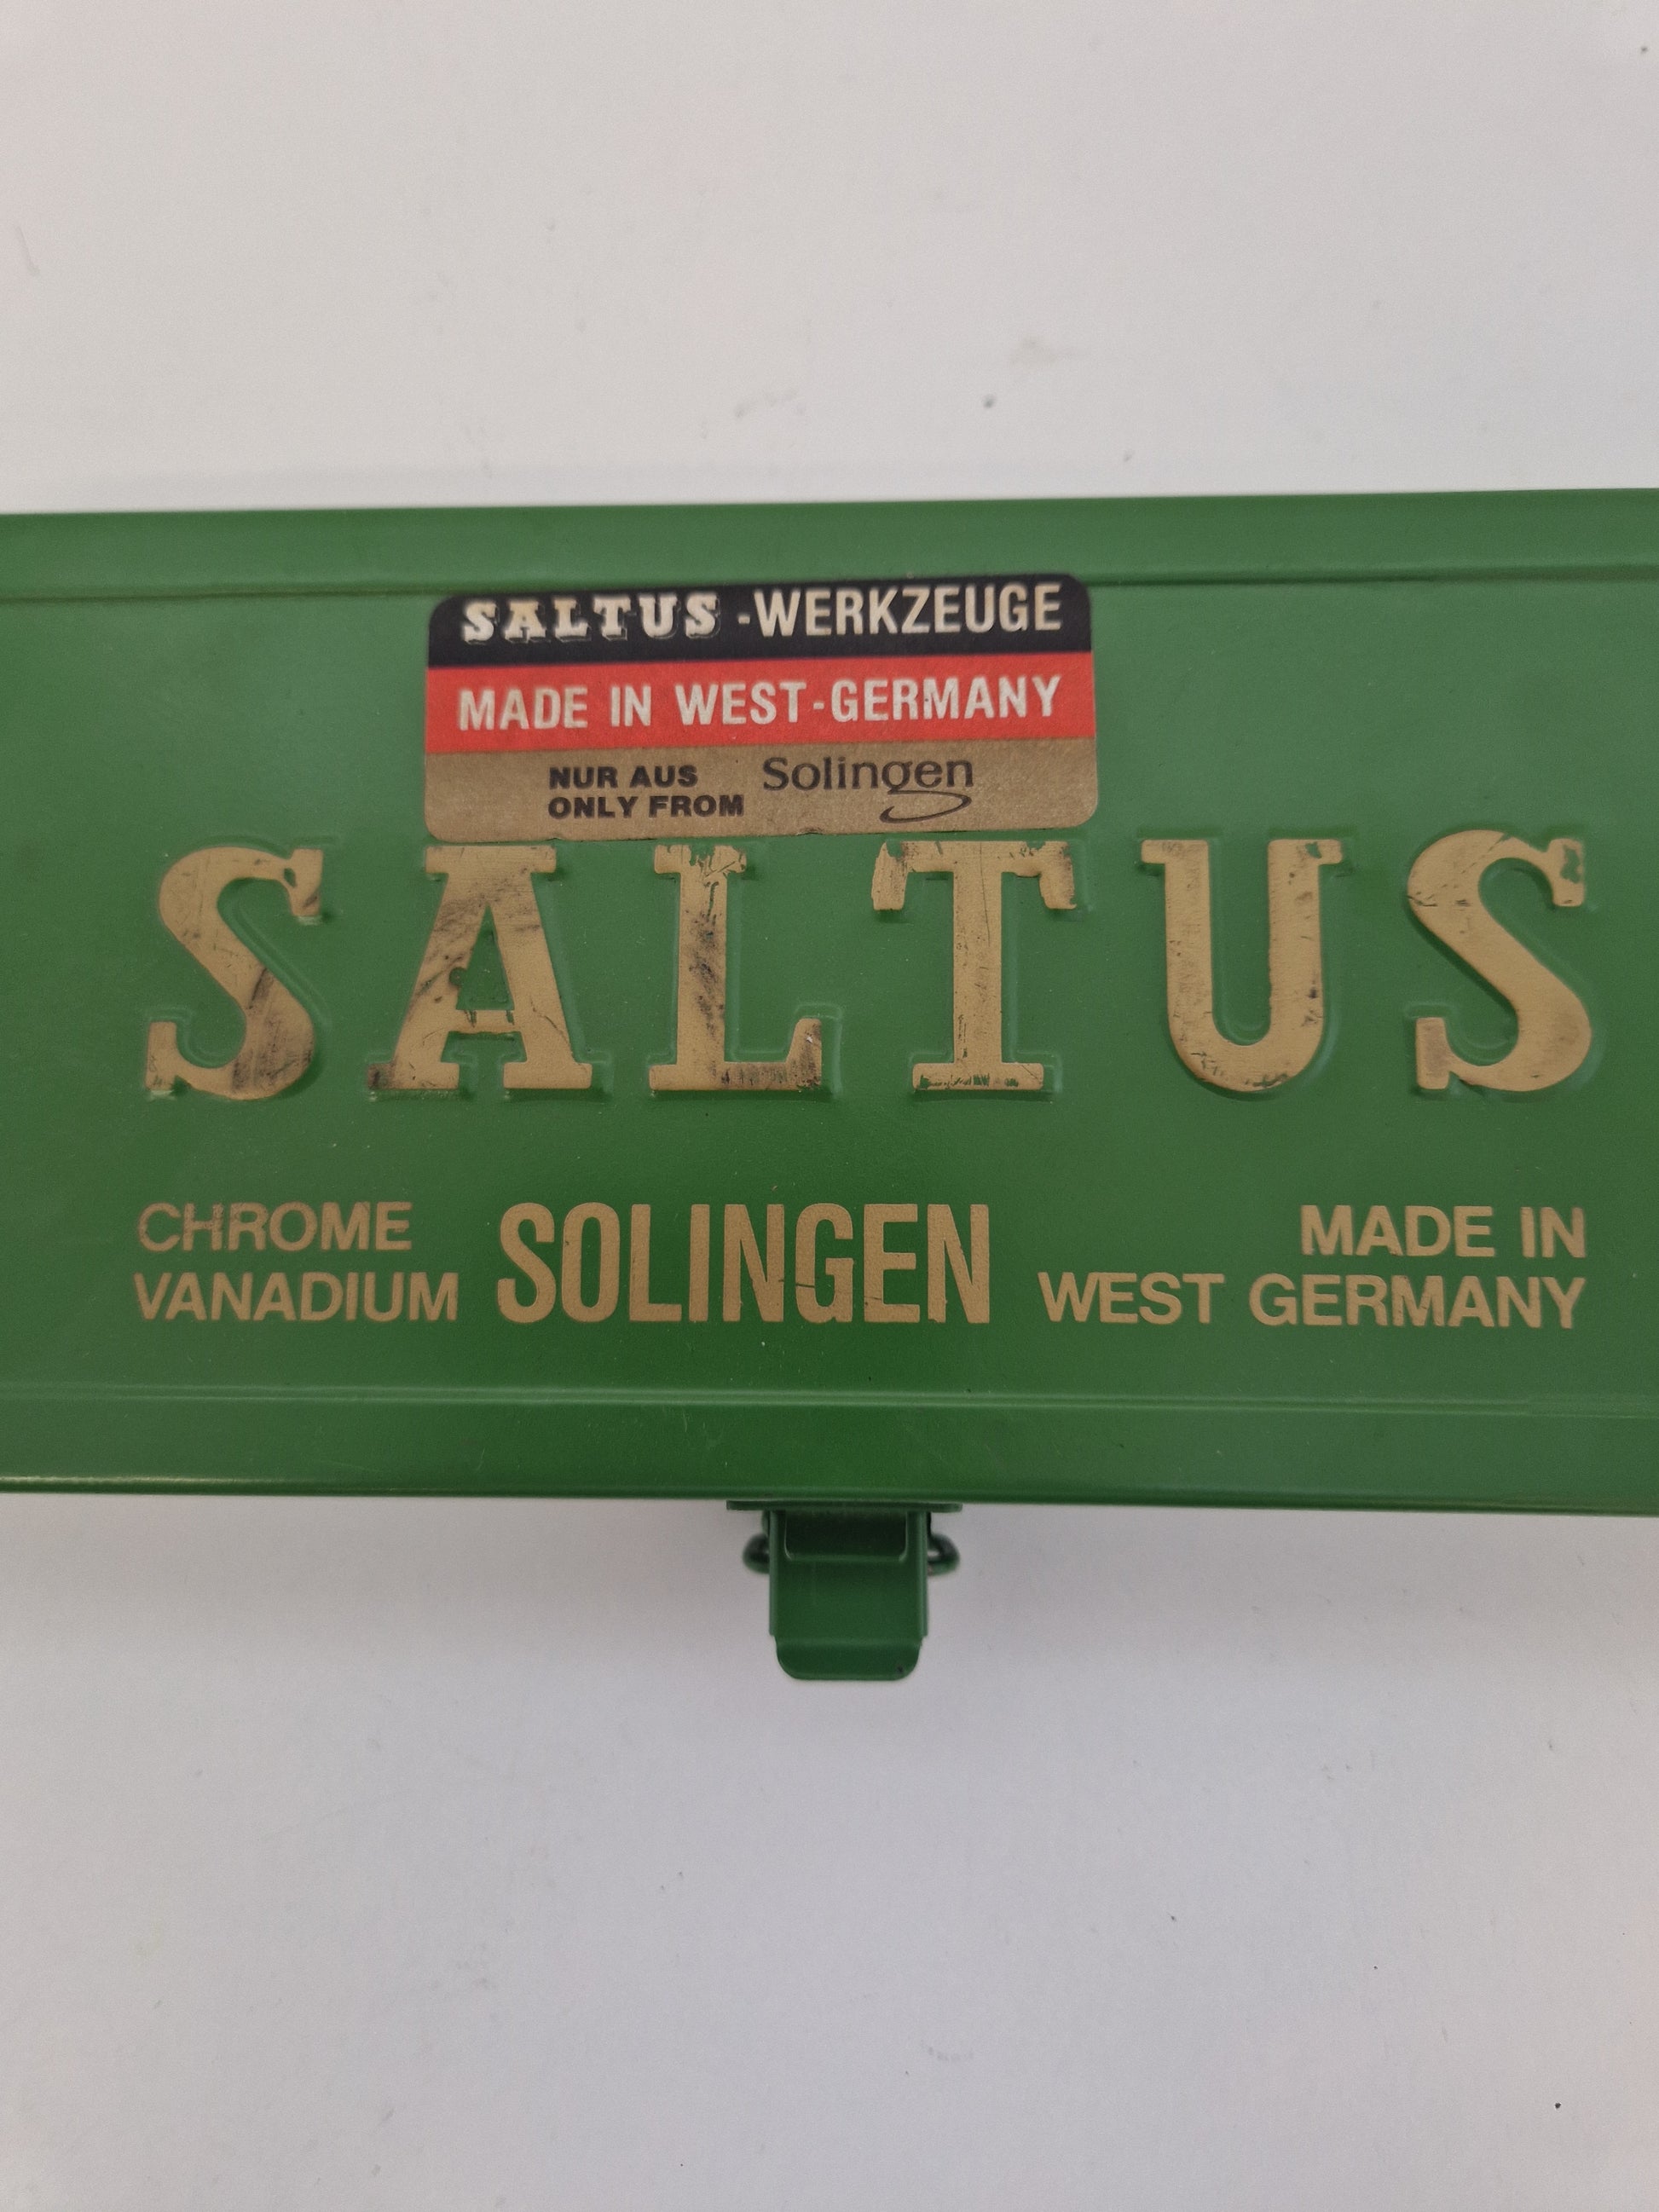 SALTUS -WERKZEUGE
MADE IN WEST-GERMANY
NUR AUS
ONLY FROM
Solingen
SALTUS
CHROME
VANADIUM
SOLINGEN
MADE IN
WEST GERMANY